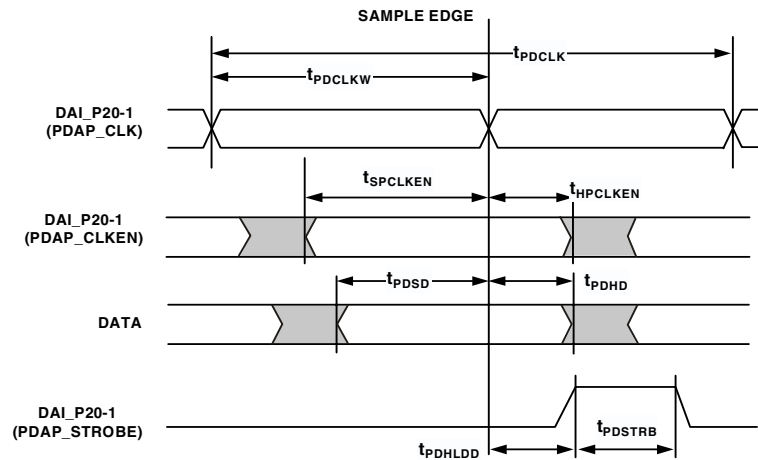 SAMPLE EDGE
tPDCLK
tPDCLKW
DAI_P20-1
(PDAP_CLK)
tSPCLKEN
tHPCLKEN
DAI_P20-1
(PDAP_CLKEN)
tPDSD
tPDHD
DATA
DAI_P20-1
(PDAP_STROBE)
tPDHLDD
tPDSTRB